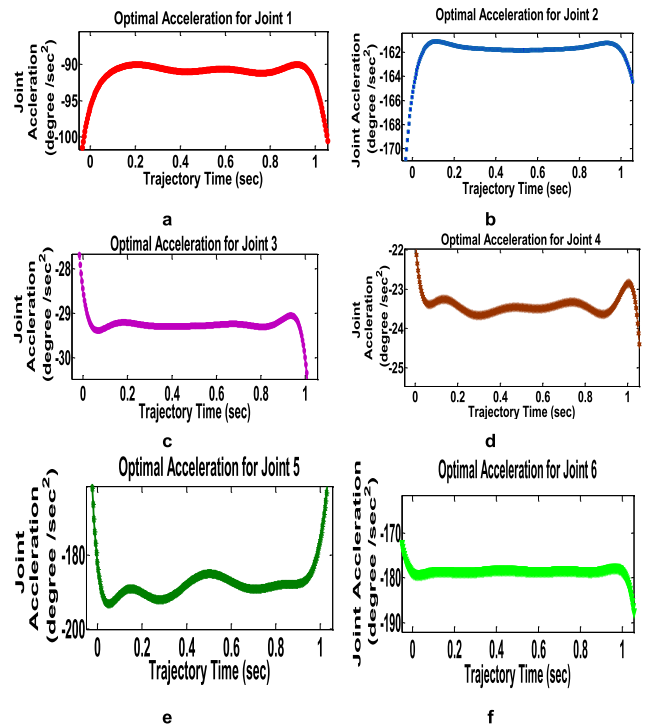 Optimal Acceleration for Joint 1
Joint
Accleration
(degree /sec²)
-90
-95
-100
0 0.2 0.4 0.6 0.8 1
Trajectory Time (sec)
a
Optimal Acceleration for Joint 2
Joint Accleration
(degree /sec²)
-162
-164
-166
-168
-170
0 0.2 0.4 0.6 0.8 1
Trajectory Time (sec)
b
Optimal Acceleration for Joint 3
Joint
Accleration
(degree /sec²)
-28
-29
-30
0 0.2 0.4 0.6 0.8 1
Trajectory Time (sec)
c
Optimal Acceleration for Joint 4
Joint
Accleration
(degree /sec²)
-22
-23
-24
-25
0 0.2 0.4 0.6 0.8 1
Trajectory Time (sec)
d
Optimal Acceleration for Joint 5
Joint
Accleration
(degree /sec²)
-180
-200
0 0.2 0.4 0.6 0.8 1
Trajectory Time (sec)
e
Optimal Acceleration for Joint 6
Joint Accleration
(degree /sec²)
-170
-180
-190
0 0.2 0.4 0.6 0.8 1
Trajectory Time (sec)
f